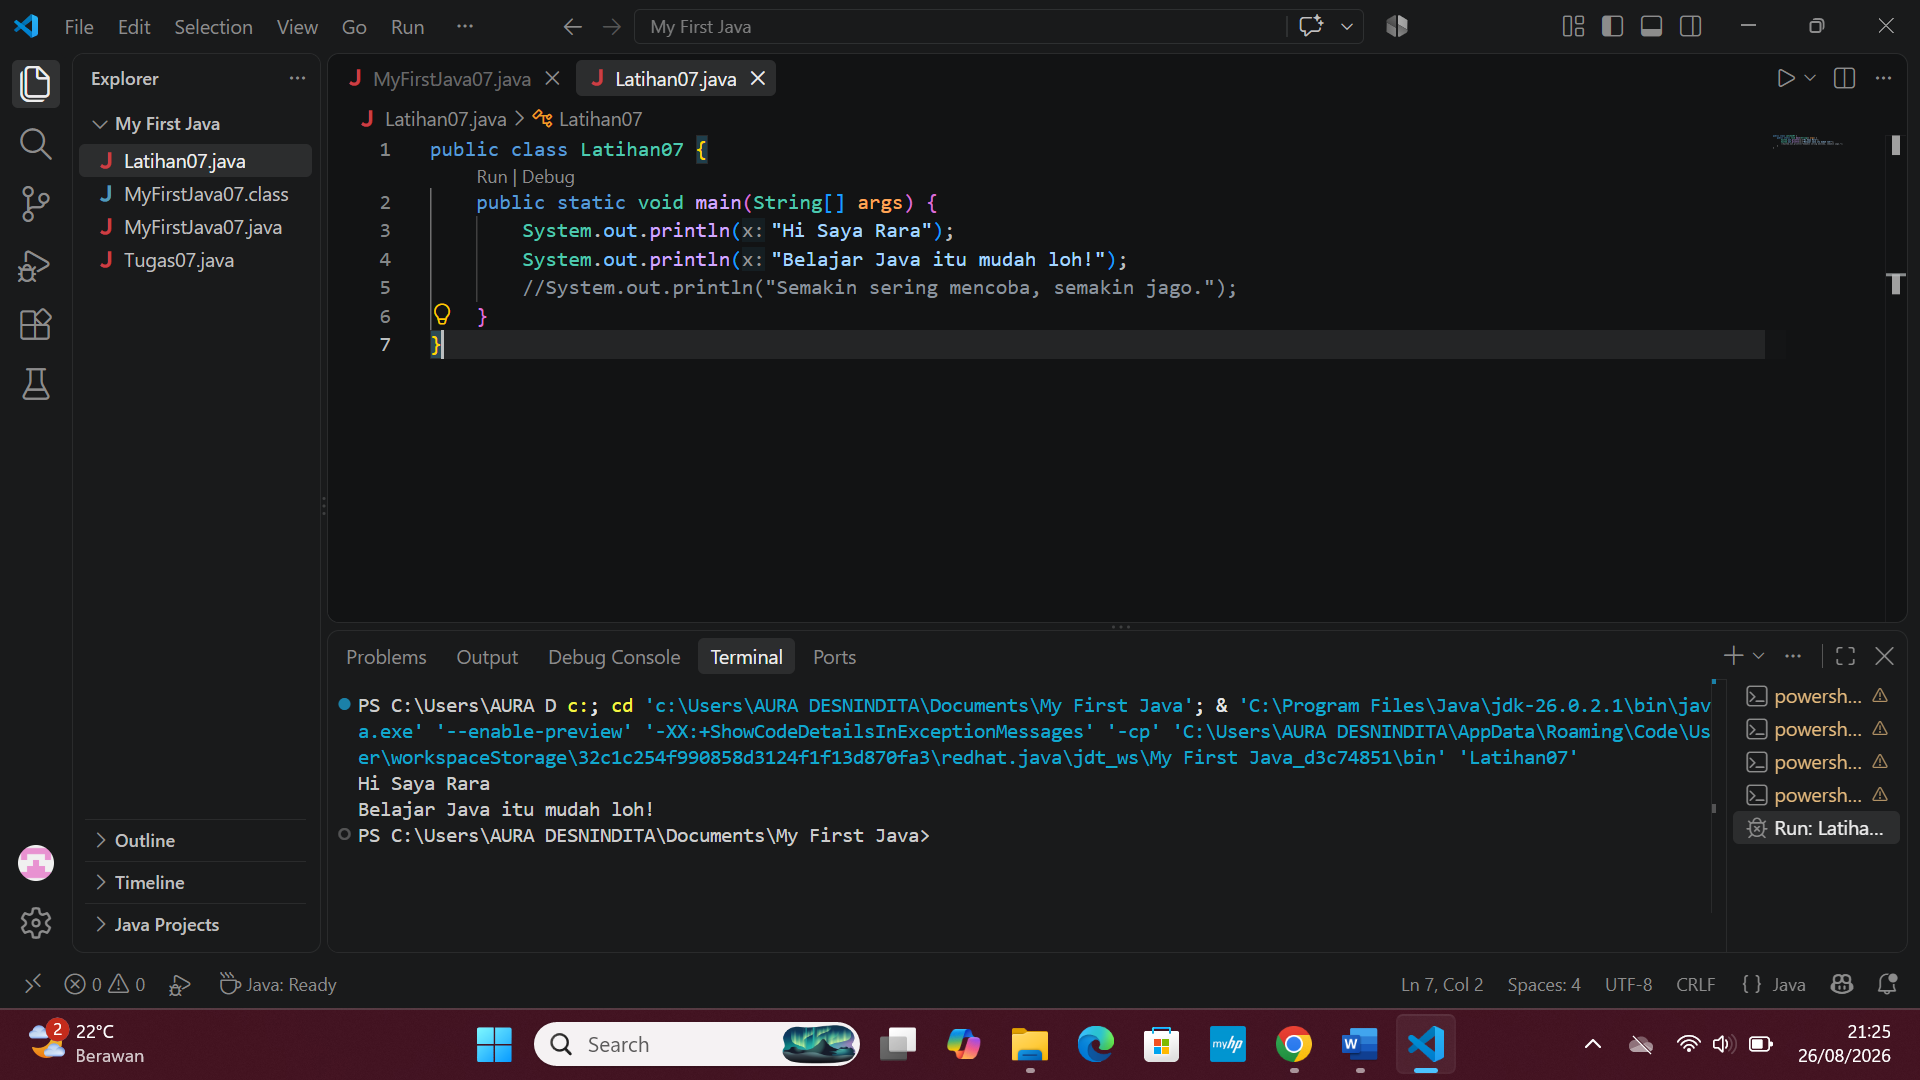 File Edit Selection View Go Run ···
My First Java
Explorer ···
My First Java
Latihan07.java
MyFirstJava07.class
MyFirstJava07.java
Tugas07.java
Outline
Timeline
Java Projects
MyFirstJava07.java
Latihan07.java
Latihan07.java > Latihan07
1 public class Latihan07 {
Run | Debug
2 public static void main(String[] args) {
3 System.out.println(x: "Hi Saya Rara");
4 System.out.println(x: "Belajar Java itu mudah loh!");
5 //System.out.println("Semakin sering mencoba, semakin jago.");
6 }
7 }
Problems Output Debug Console Terminal Ports
PS C:\Users\AURA D c:; cd 'c:\Users\AURA DESNINDITA\Documents\My First Java'; & 'C:\Program Files\Java\jdk-26.0.2.1\bin\jav
a.exe' '--enable-preview' '-XX:+ShowCodeDetailsInExceptionMessages' '-cp' 'C:\Users\AURA DESNINDITA\AppData\Roaming\Code\Us
er\workspaceStorage\32c1c254f990858d3124f1f13d870fa3\redhat.java\jdt_ws\My First Java_d3c74851\bin' 'Latihan07'
Hi Saya Rara
Belajar Java itu mudah loh!
PS C:\Users\AURA DESNINDITA\Documents\My First Java>
powersh...
powersh...
powersh...
powersh...
Run: Latiha...
0 0 Java: Ready
Ln 7, Col 2 Spaces: 4 UTF-8 CRLF {} Java
2
22°C
Berawan
Search
myhp
W
21:25
26/08/2026